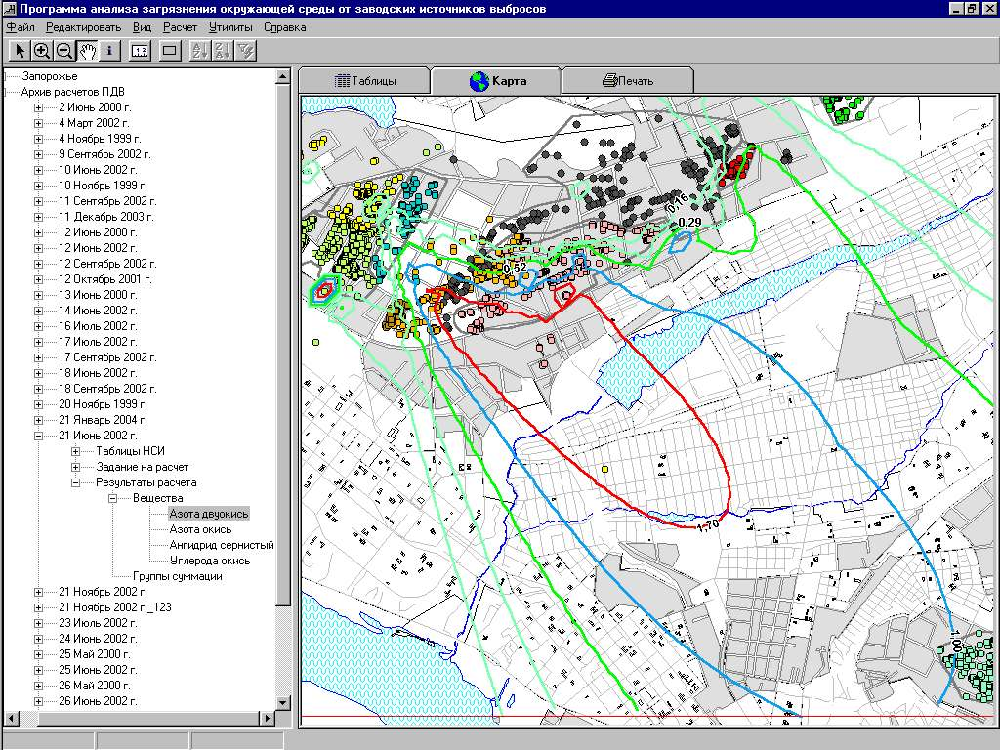 Программа анализа загрязнения окружающей среды от заводских источников выбросов
Файл Редактировать Вид Расчет Утилиты Справка
Запорожье
Архив расчетов ПДВ
2 Июнь 2000 г.
4 Март 2002 г.
4 Ноябрь 1999 г.
9 Сентябрь 2002 г.
10 Июнь 2002 г.
10 Ноябрь 1999 г.
11 Сентябрь 2002 г.
11 Декабрь 2003 г.
12 Июнь 2000 г.
12 Июнь 2002 г.
12 Сентябрь 2002 г.
12 Октябрь 2001 г.
13 Июнь 2000 г.
14 Июнь 2002 г.
16 Июль 2002 г.
17 Июль 2002 г.
17 Сентябрь 2002 г.
18 Июнь 2002 г.
18 Сентябрь 2002 г.
20 Ноябрь 1999 г.
21 Январь 2004 г.
21 Июнь 2002 г.
Таблицы НСИ
Задание на расчет
Результаты расчета
Вещества
Азота двуокись
Азота окись
Ангидрид сернистый
Углерода окись
Группы суммации
21 Ноябрь 2002 г.
21 Ноябрь 2002 г._123
23 Июль 2002 г.
24 Июнь 2002 г.
25 Май 2000 г.
25 Июнь 2002 г.
26 Май 2000 г.
26 Июнь 2002 г.
Таблицы
Карта
Печать
0,16
0,29
0,52
1,70
1,00